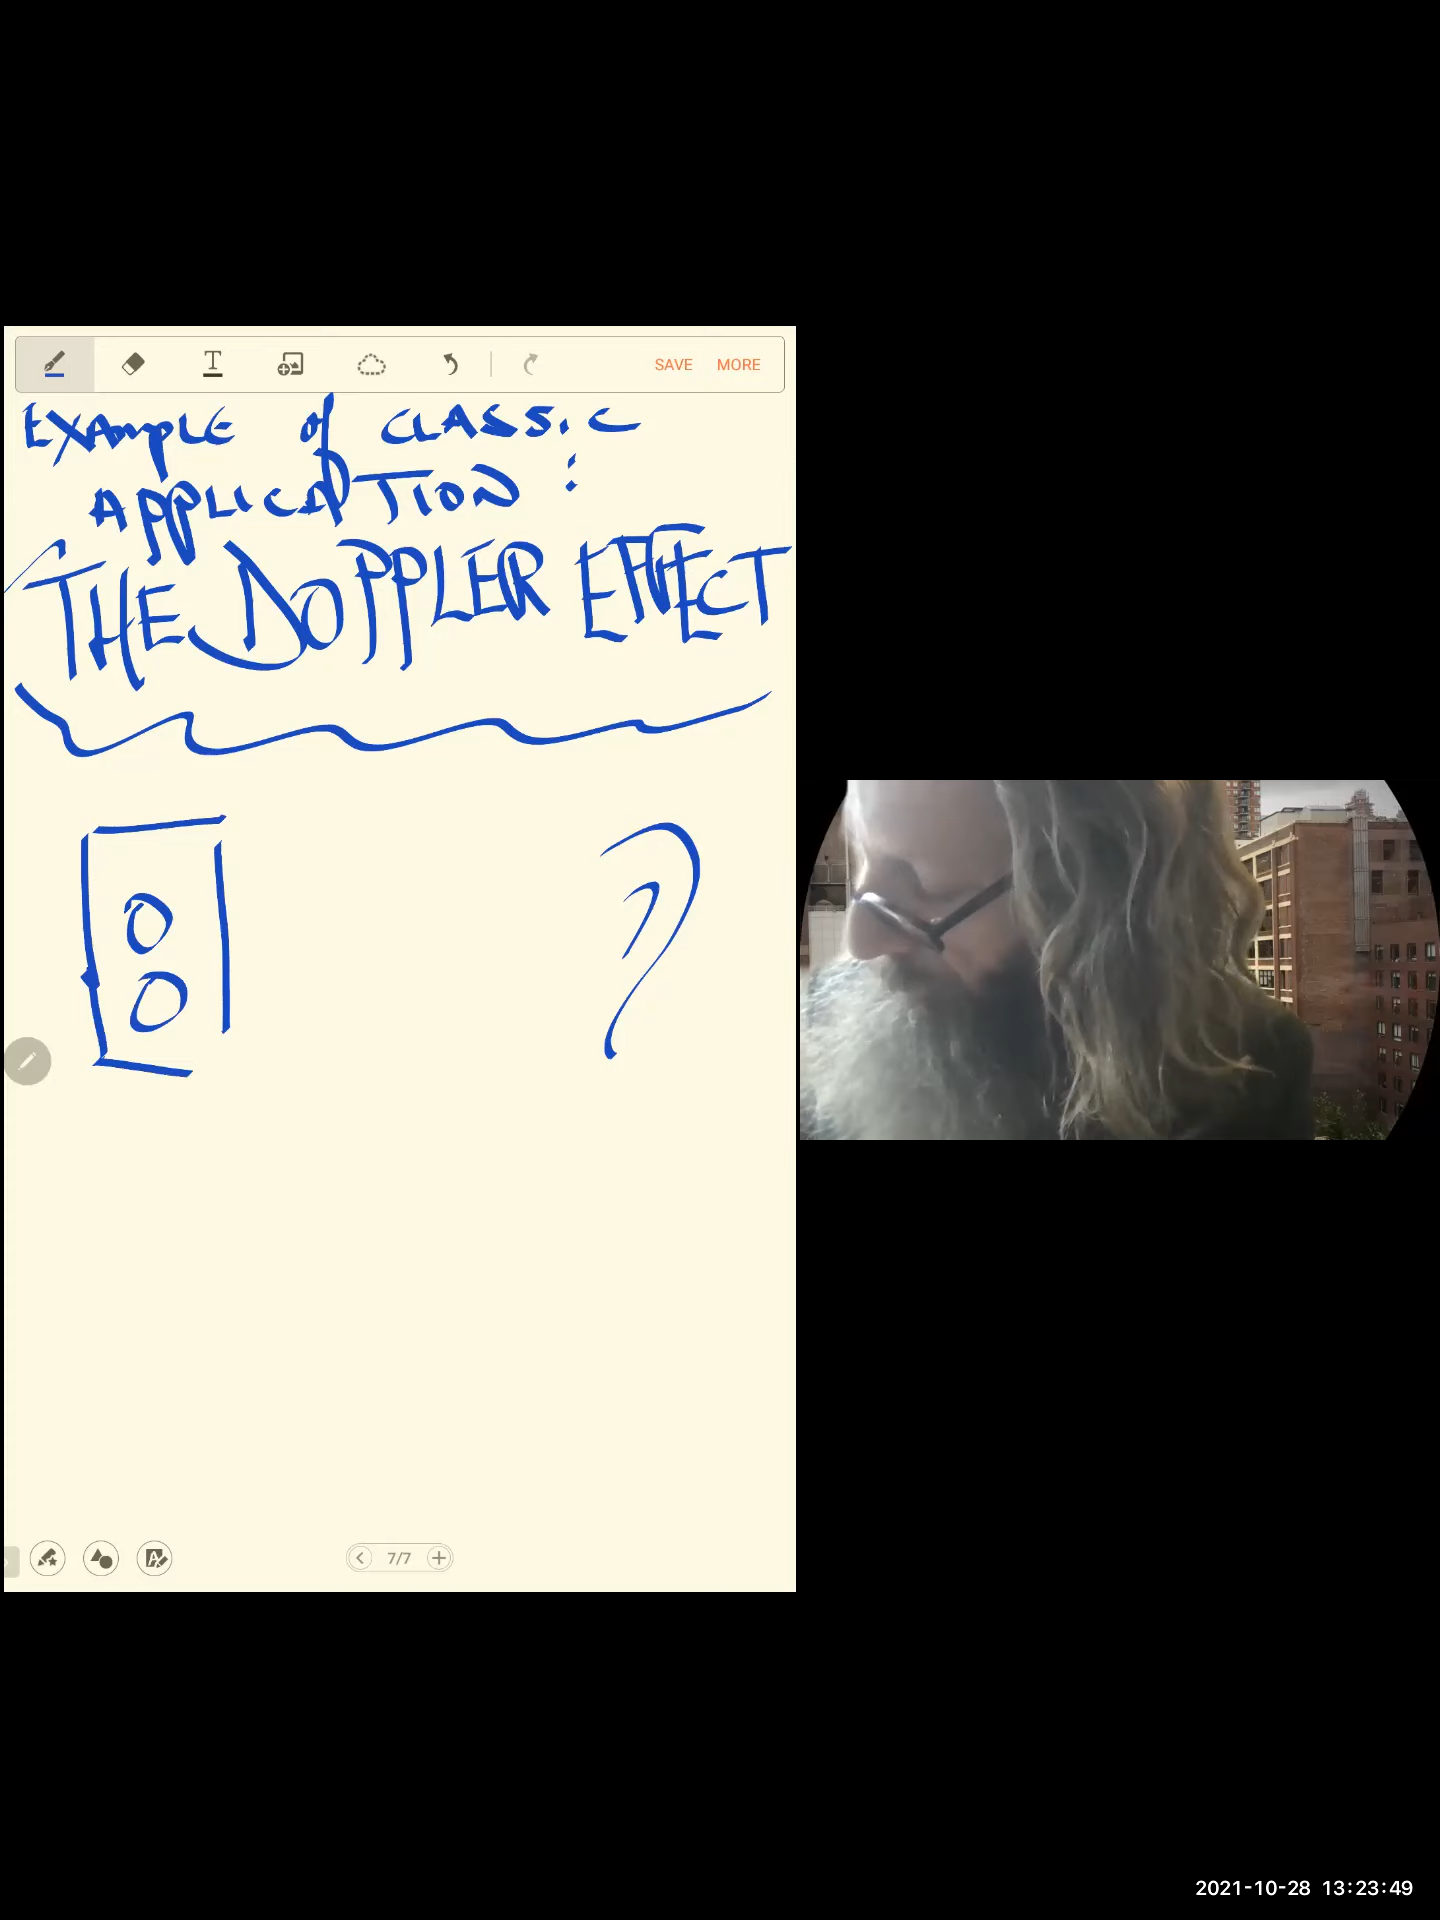 T
SAVE MORE
EXAMPLE of CLASSIC
APPLICATION :
THE DOPPLER EFFECT
A
7/7
2021-10-28 13:23:49